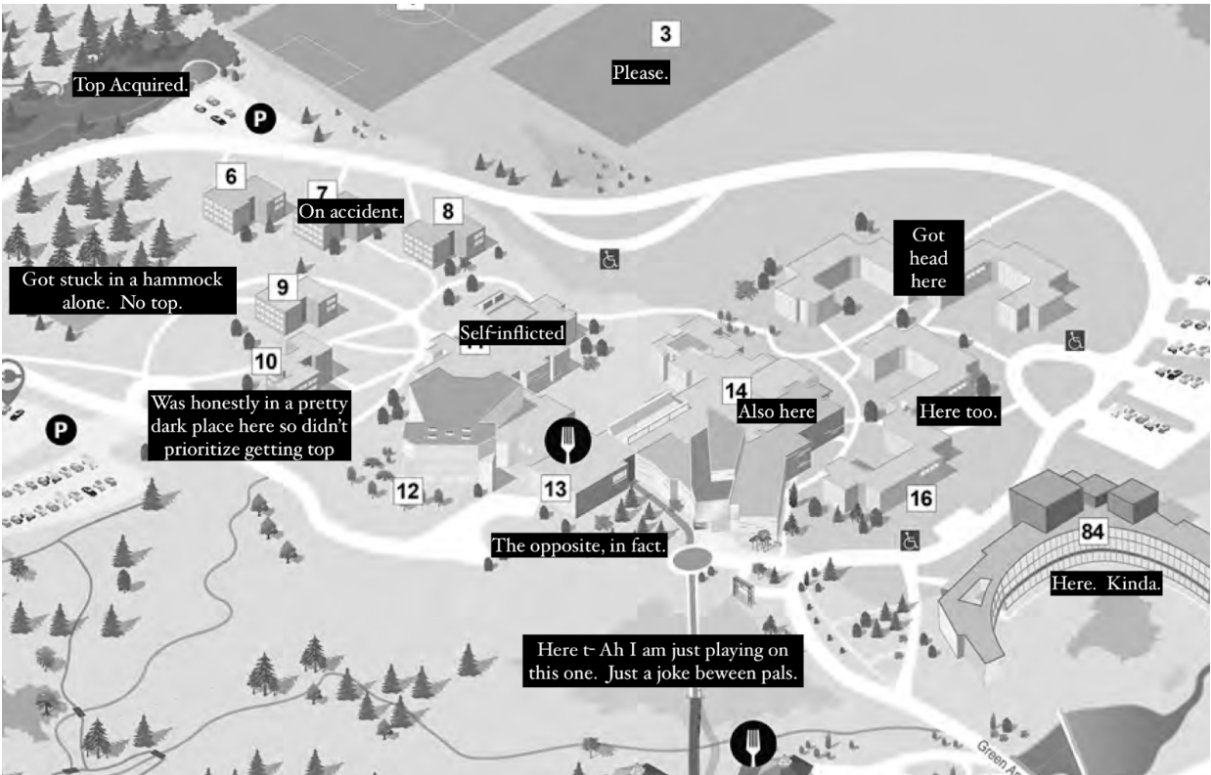 3
Please.
Top Acquired.
P
6
7
On accident.
8
Got
head
here
Got stuck in a hammock
alone. No top.
9
Self-inflicted
10
14
Also here
Here too.
Was honestly in a pretty
dark place here so didn't
prioritize getting top
P
12
13
16
The opposite, in fact.
84
Here. Kinda.
Here t- Ah I am just playing on
this one. Just a joke beween pals.